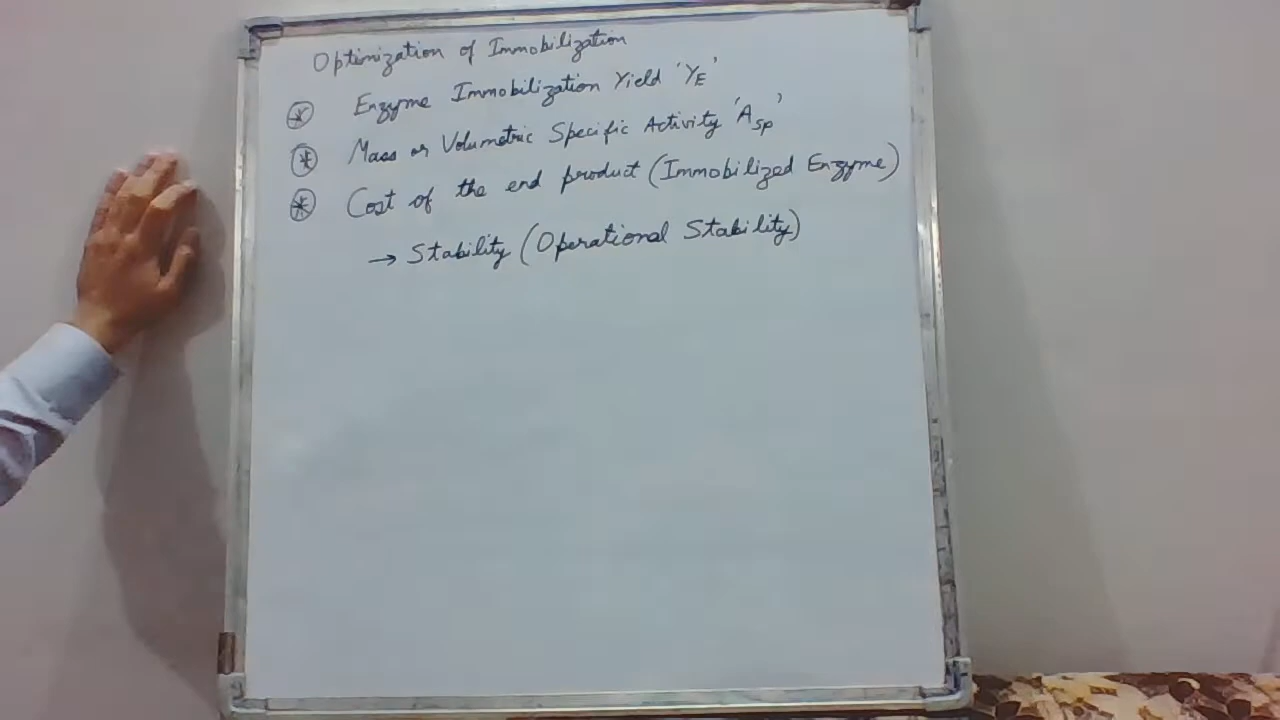 Optimization of Immobilization
Enzyme Immobilization Yield 'YE'
Mass or Volumetric Specific Activity 'Asp'
Cost of the end product (Immobilized Enzyme)
→ Stability (Operational Stability)